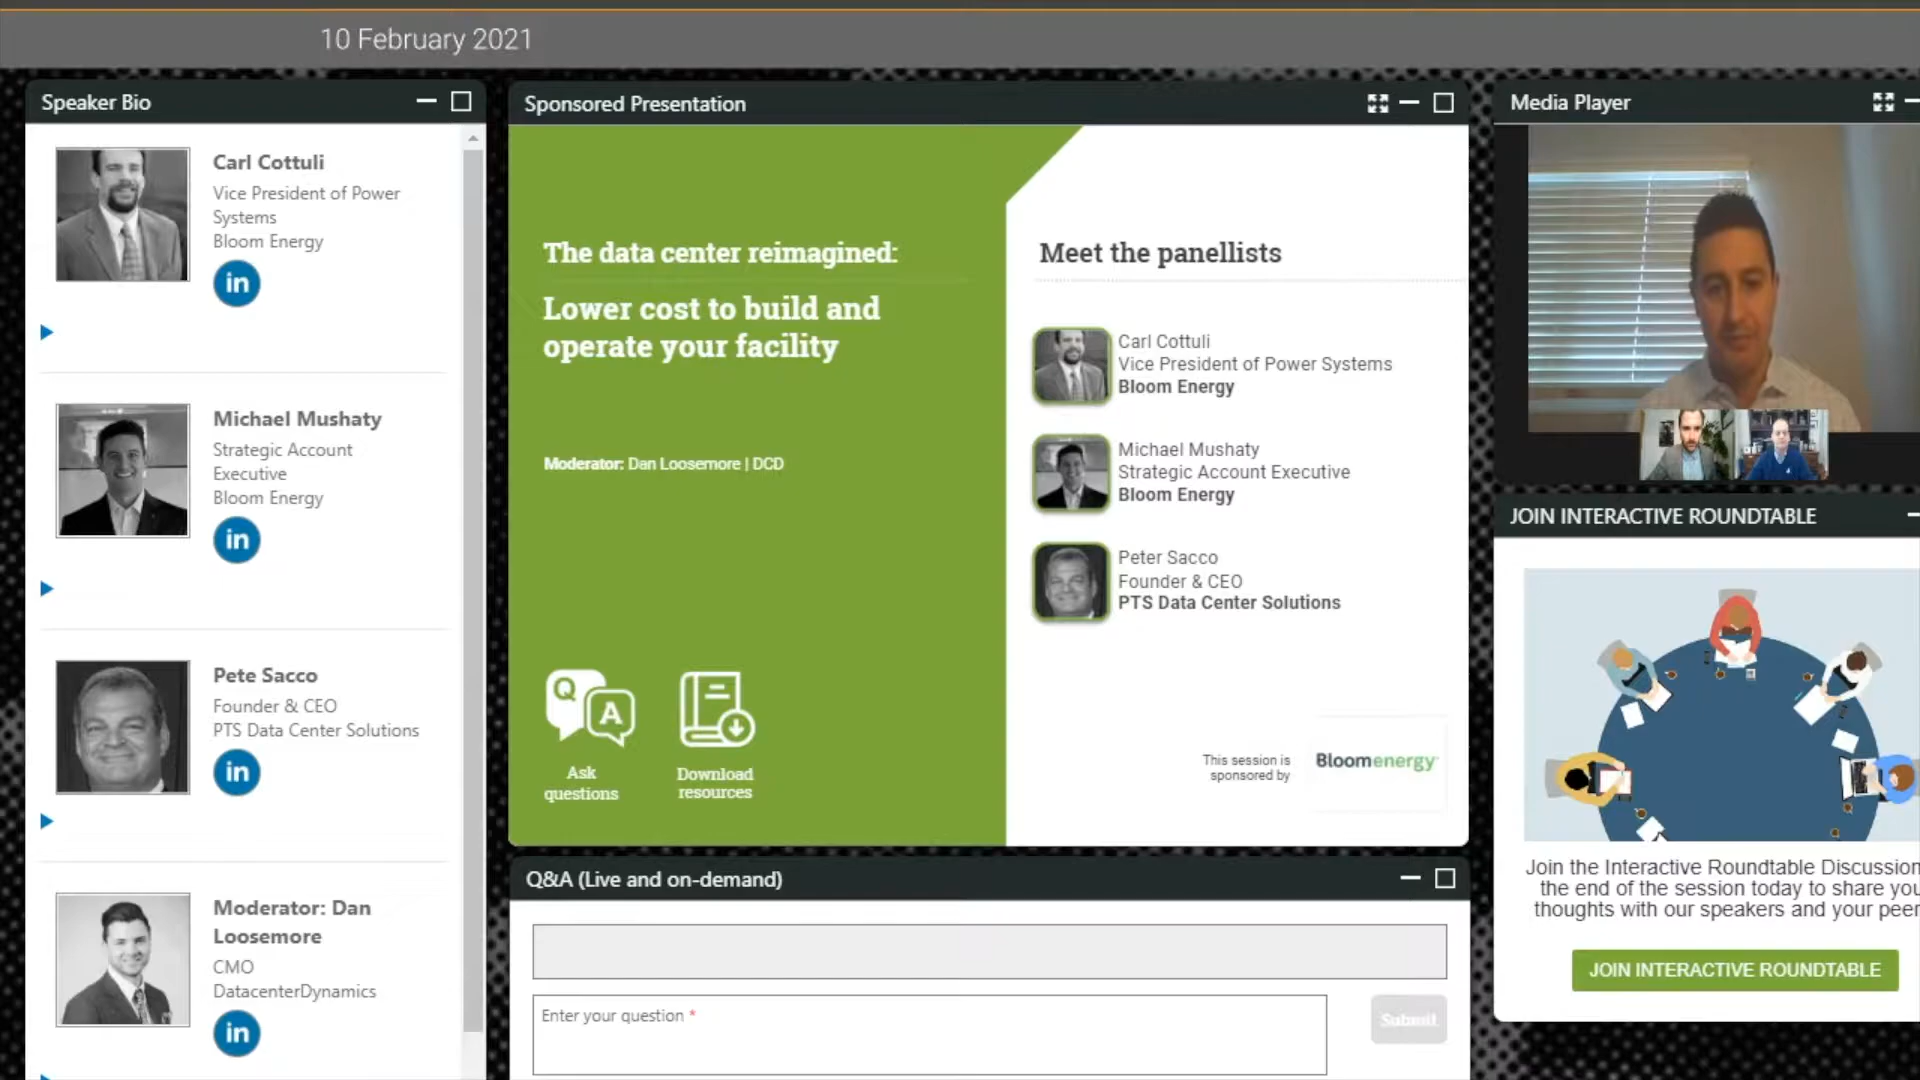 10 February 2021
Speaker Bio
Carl Cottuli
Vice President of Power
Systems
Bloom Energy
in
Michael Mushaty
Strategic Account
Executive
Bloom Energy
in
Pete Sacco
Founder & CEO
PTS Data Center Solutions
in
Moderator: Dan
Loosemore
CMO
DatacenterDynamics
in
Sponsored Presentation
The data center reimagined:
Lower cost to build and
operate your facility
Moderator: Dan Loosemore | DCD
Q A
Ask
questions
Download
resources
Meet the panellists
Carl Cottuli
Vice President of Power Systems
Bloom Energy
Michael Mushaty
Strategic Account Executive
Bloom Energy
Peter Sacco
Founder & CEO
PTS Data Center Solutions
This session is
sponsored by
Bloomenergy
Q&A (Live and on-demand)
Enter your question *
Submit
Media Player
JOIN INTERACTIVE ROUNDTABLE
Join the Interactive Roundtable Discussion
the end of the session today to share you
thoughts with our speakers and your peer
JOIN INTERACTIVE ROUNDTABLE